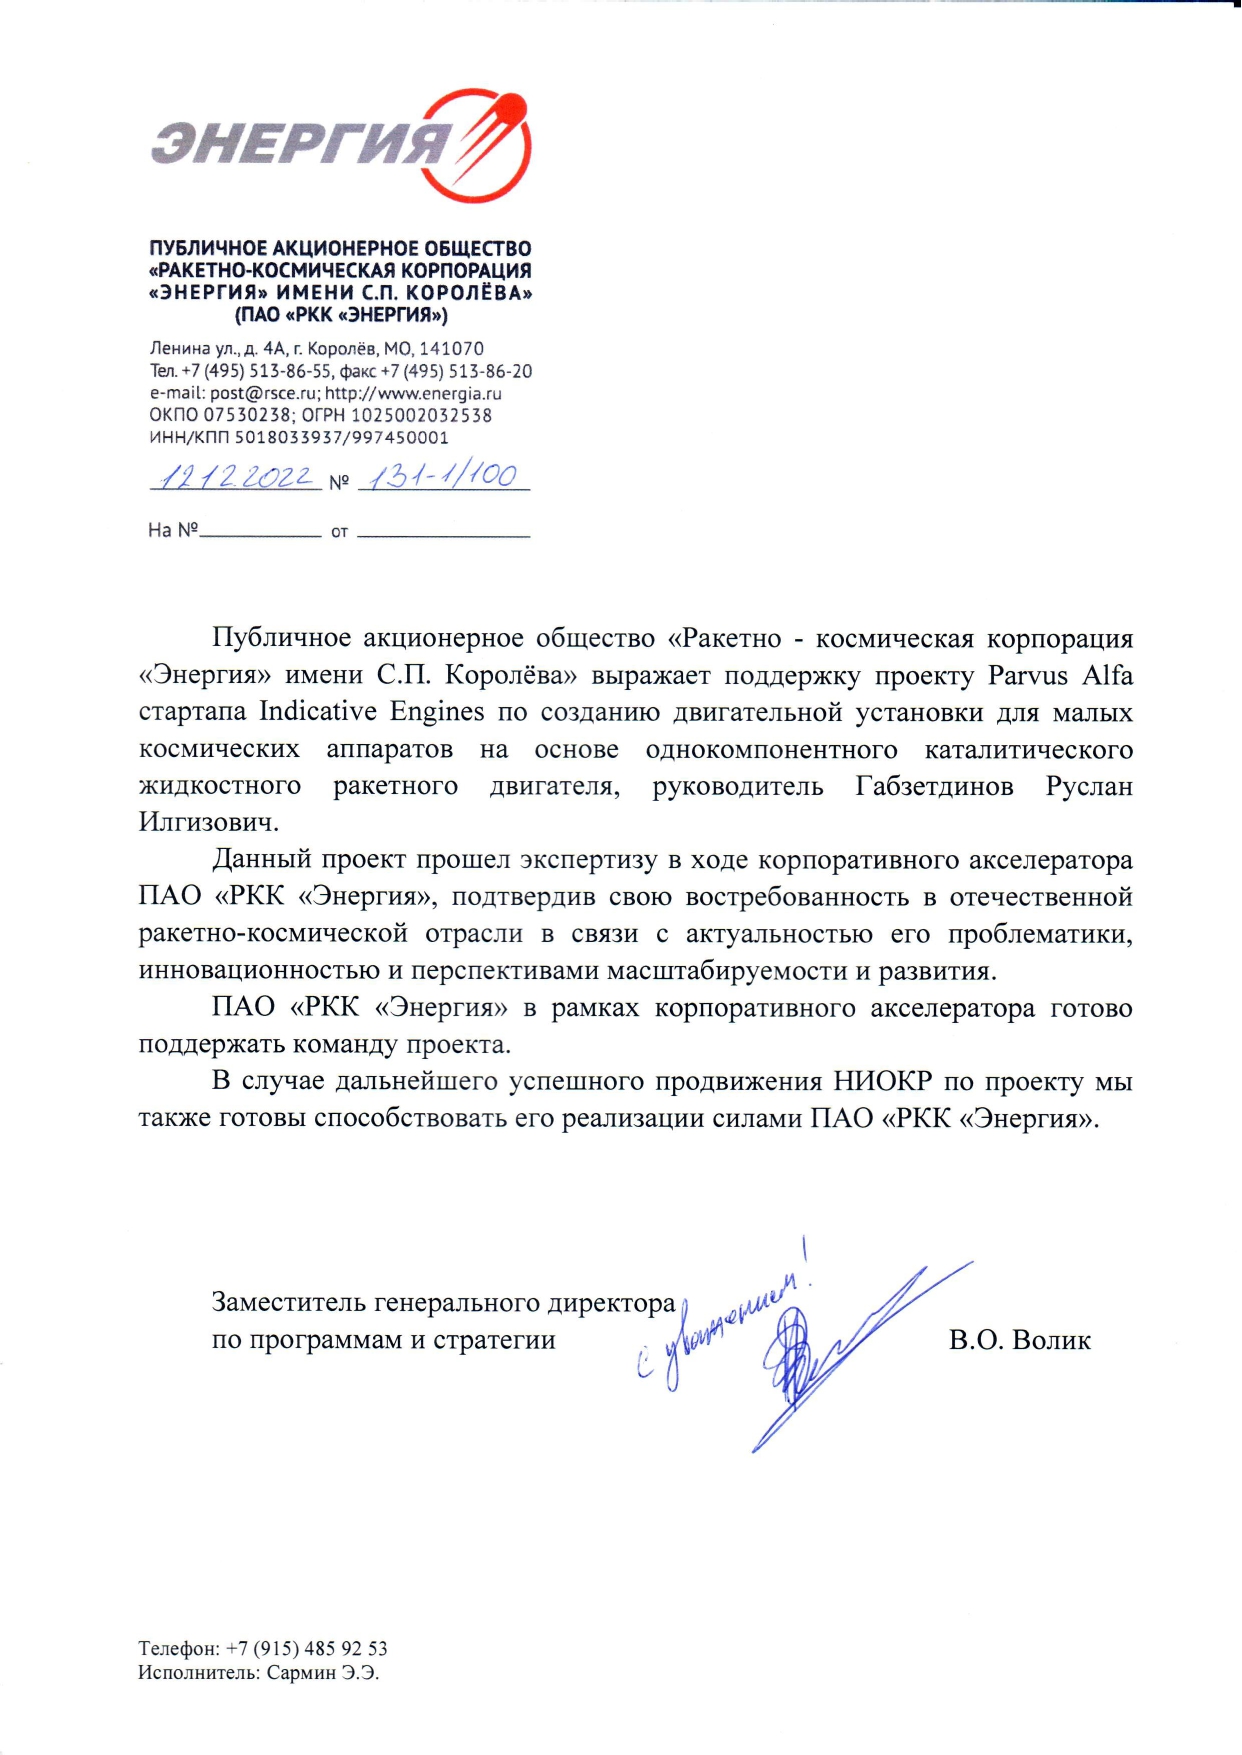 ЭНЕРГИЯ
ПУБЛИЧНОЕ АКЦИОНЕРНОЕ ОБЩЕСТВО
«РАКЕТНО-КОСМИЧЕСКАЯ КОРПОРАЦИЯ
«ЭНЕРГИЯ» ИМЕНИ С.П. КОРОЛЁВА»
(ПАО «РКК «ЭНЕРГИЯ»)
Ленина ул., д. 4А, г. Королёв, МО, 141070
Тел. +7 (495) 513-86-55, факс +7 (495) 513-86-20
e-mail: post@rsce.ru; http://www.energia.ru
ОКПО 07530238; ОГРН 1025002032538
ИНН/КПП 5018033937/997450001
12.12.2022 № 131-1/100
На № от
Публичное акционерное общество «Ракетно - космическая корпорация
«Энергия» имени С.П. Королёва» выражает поддержку проекту Parvus Alfa
стартапа Indicative Engines по созданию двигательной установки для малых
космических аппаратов на основе однокомпонентного каталитического
жидкостного ракетного двигателя, руководитель Габзетдинов Руслан
Илгизович.
Данный проект прошел экспертизу в ходе корпоративного акселератора
ПАО «РКК «Энергия», подтвердив свою востребованность в отечественной
ракетно-космической отрасли в связи с актуальностью его проблематики,
инновационностью и перспективами масштабируемости и развития.
ПАО «РКК «Энергия» в рамках корпоративного акселератора готово
поддержать команду проекта.
В случае дальнейшего успешного продвижения НИОКР по проекту мы
также готовы способствовать его реализации силами ПАО «РКК «Энергия».
Заместитель генерального директора
по программам и стратегии
с уважением!
В.О. Волик
Телефон: +7 (915) 485 92 53
Исполнитель: Сармин Э.Э.